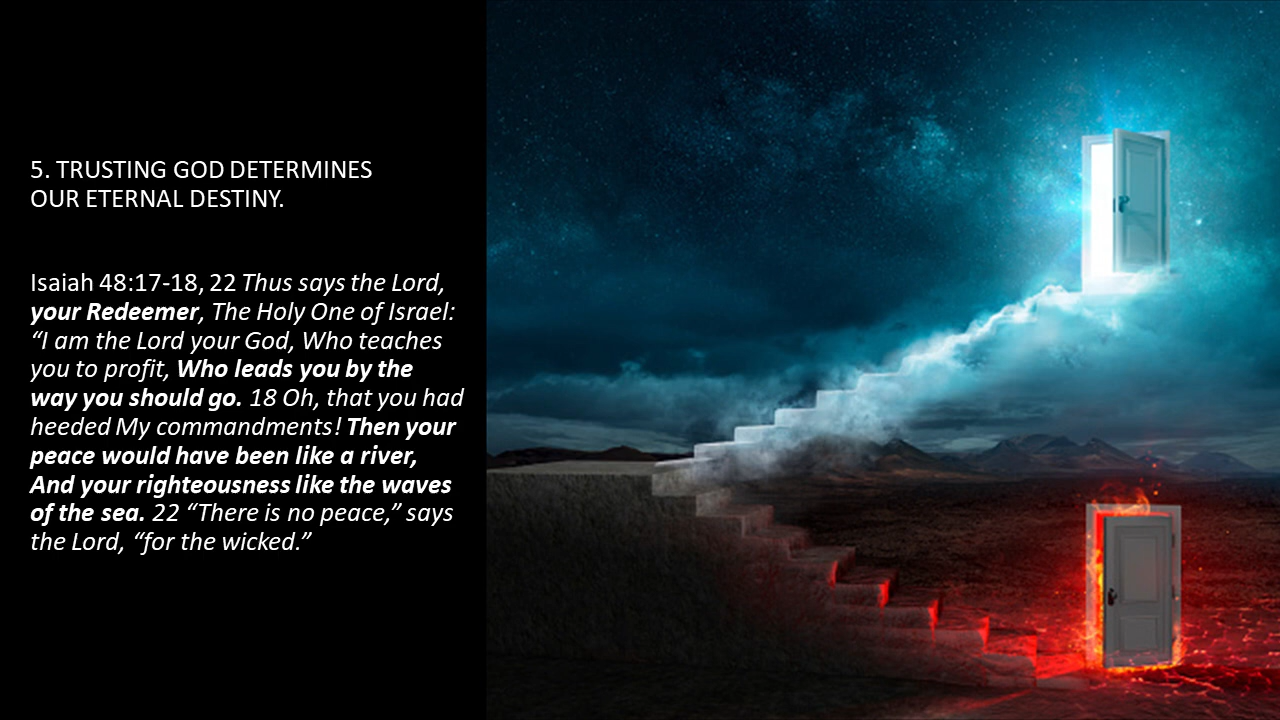 5. TRUSTING GOD DETERMINES
OUR ETERNAL DESTINY.
Isaiah 48:17-18, 22 Thus says the Lord,
your Redeemer, The Holy One of Israel:
“I am the Lord your God, Who teaches
you to profit, Who leads you by the
way you should go. 18 Oh, that you had
heeded My commandments! Then your
peace would have been like a river,
And your righteousness like the waves
of the sea. 22 “There is no peace,” says
the Lord, “for the wicked.”